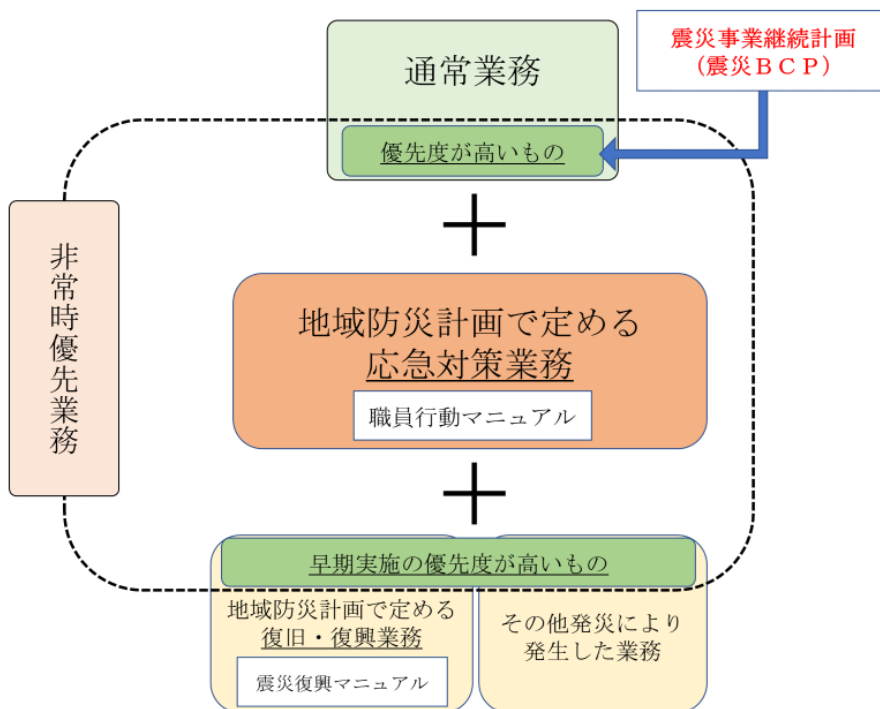 震災事業継続計画
（震災ＢＣＰ）
通常業務
優先度が高いもの
＋
非常時優先業務
地域防災計画で定める
応急対策業務
職員行動マニュアル
＋
早期実施の優先度が高いもの
地域防災計画で定める
復旧・復興業務
震災復興マニュアル
その他発災により
発生した業務